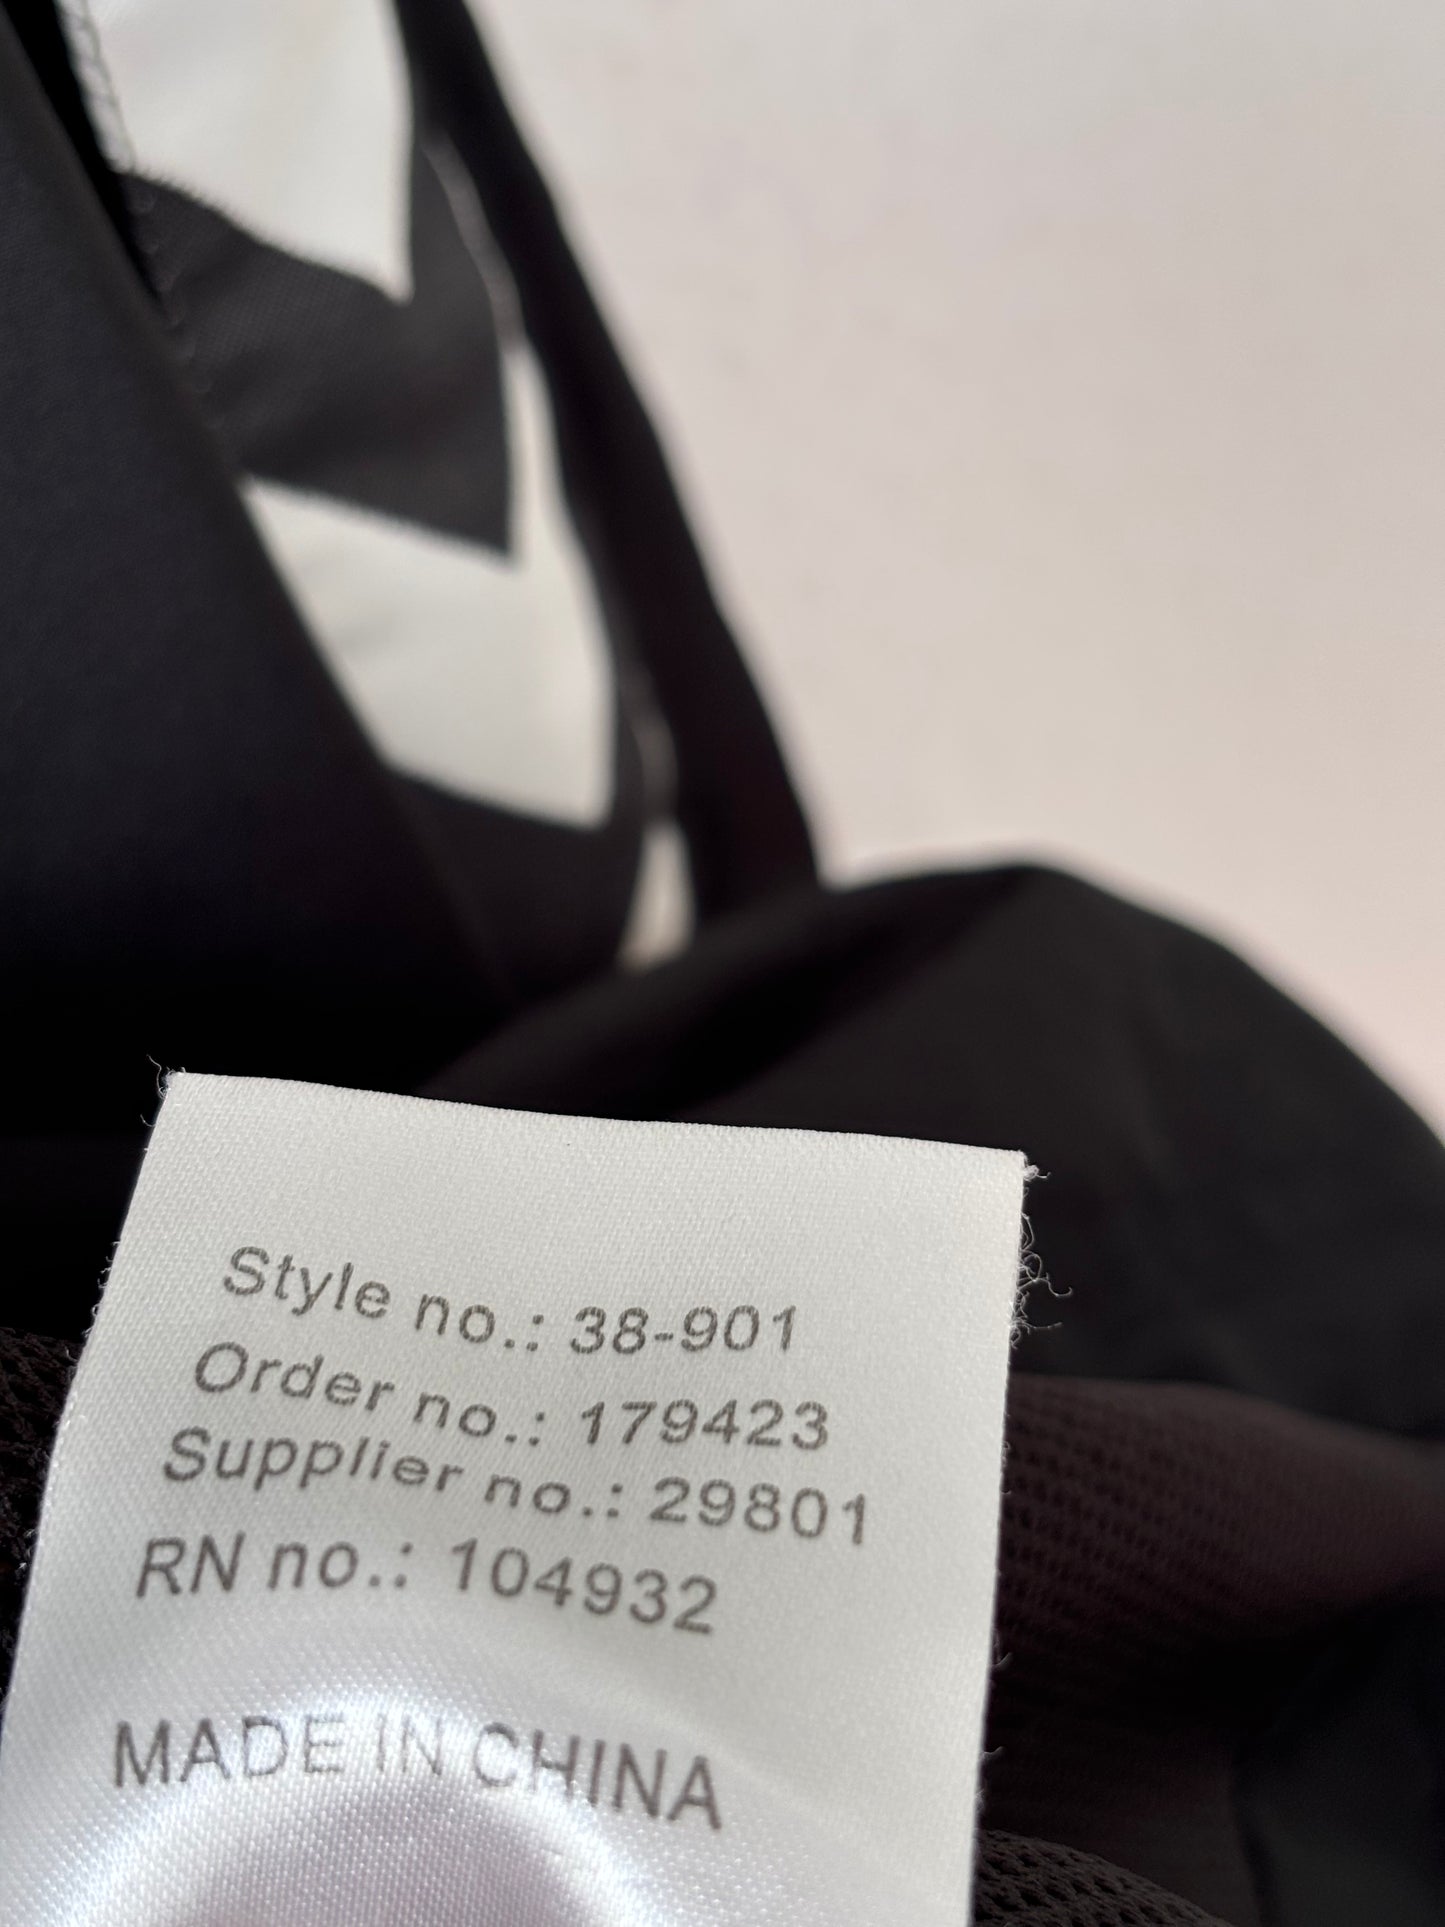 Style no.: 38-901
Order no.: 179423
Supplier no.: 29801
RN no.: 104932
MADE IN CHINA